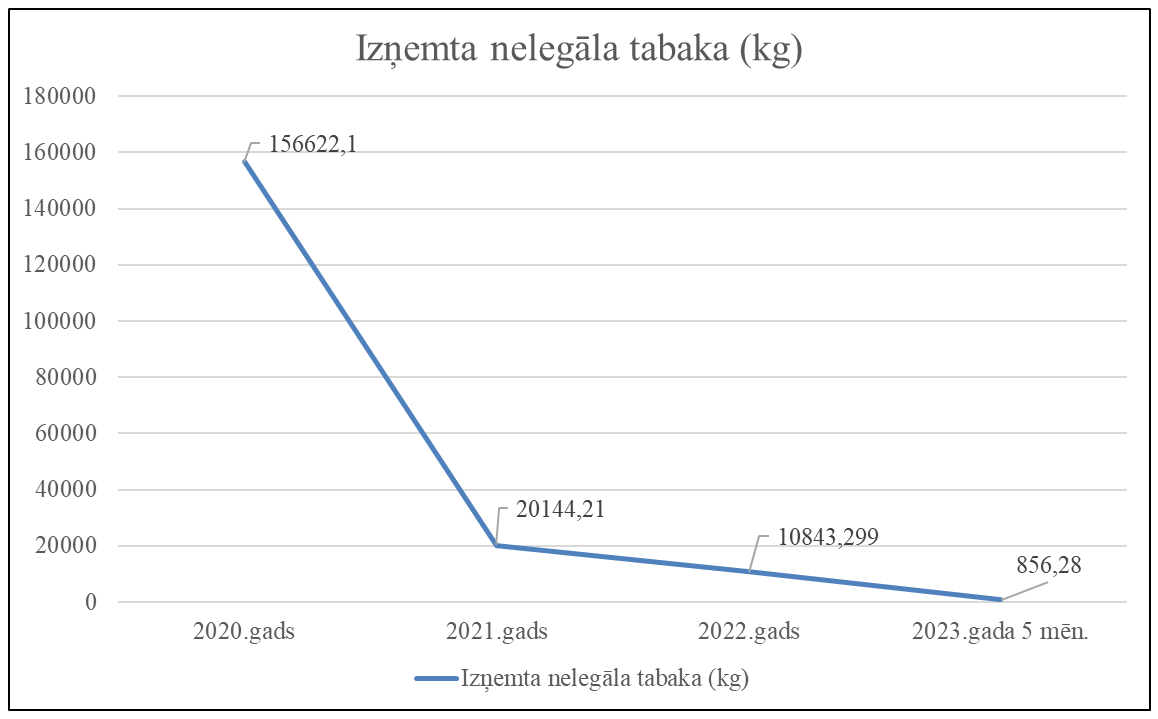 Izņemta nelegāla tabaka (kg)
180000
160000
140000
120000
100000
80000
60000
40000
20000
0
156622,1
20144,21
10843,299
856,28
2020.gads
2021.gads
2022.gads
2023.gada 5 mēn.
Izņemta nelegāla tabaka (kg)